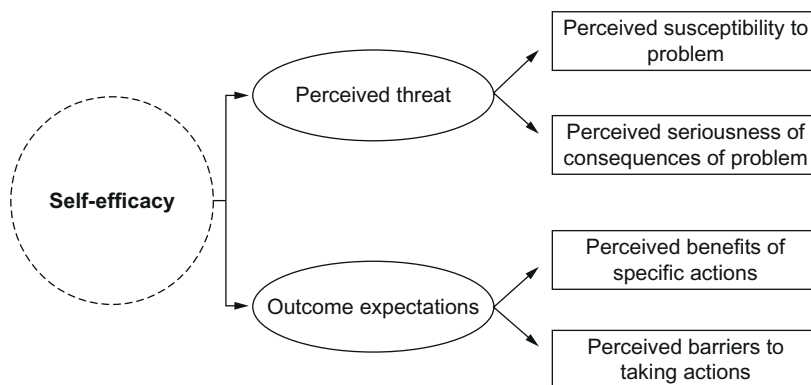 Self-efficacy
Perceived threat
Perceived susceptibility to
problem
Perceived seriousness of
consequences of problem
Outcome expectations
Perceived benefits of
specific actions
Perceived barriers to
taking actions